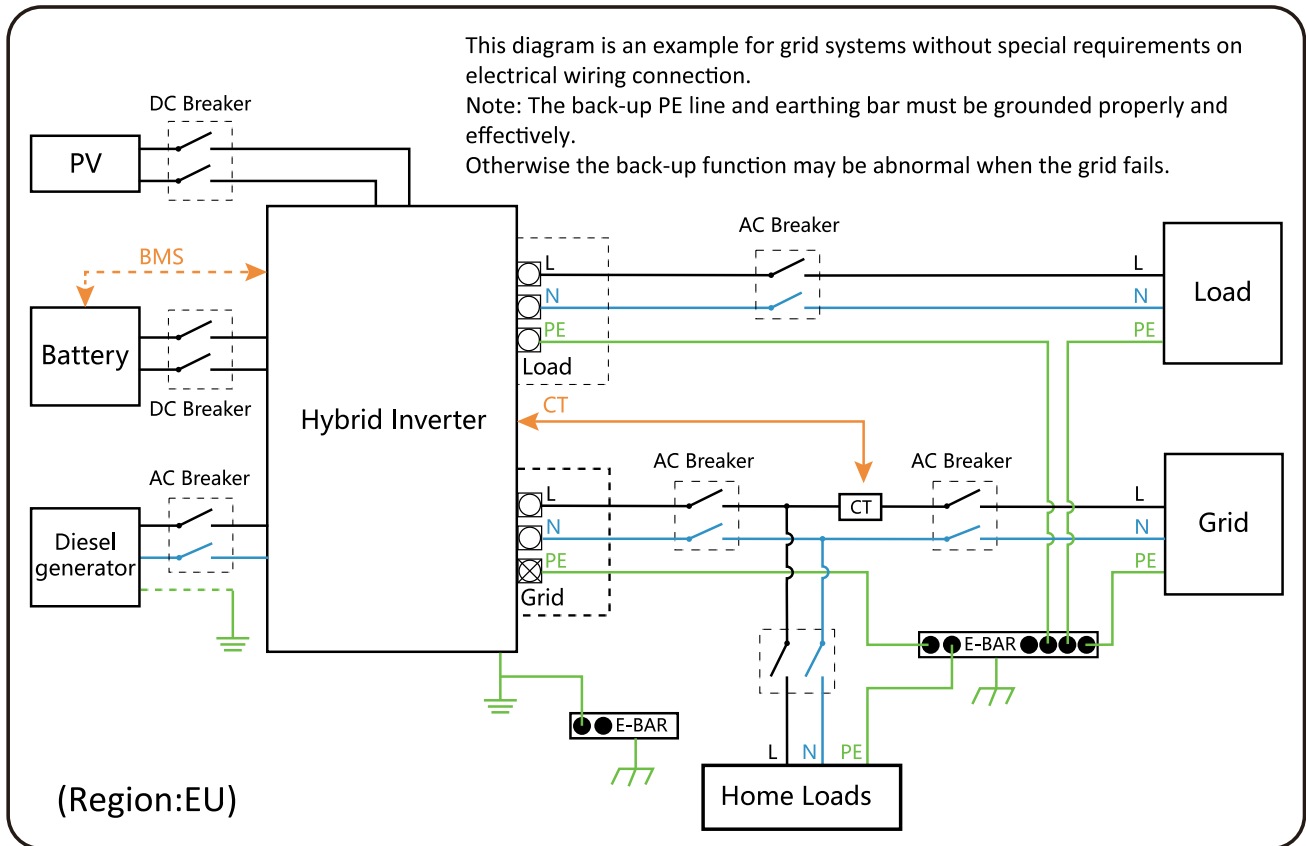 This diagram is an example for grid systems without special requirements on
electrical wiring connection.
Note: The back-up PE line and earthing bar must be grounded properly and
effectively.
Otherwise the back-up function may be abnormal when the grid fails.
DC Breaker
PV
BMS
Battery
DC Breaker
AC Breaker
Diesel
generator
Hybrid Inverter
L
N
PE
Load
AC Breaker
L
N
PE
Load
CT
L
N
PE
Grid
AC Breaker
CT
AC Breaker
L
N
PE
Grid
E-BAR
E-BAR
L
N
PE
Home Loads
(Region:EU)